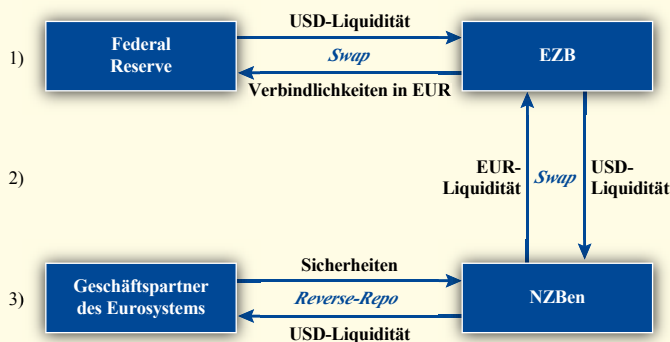 1)
Federal
Reserve
USD-Liquidität
Swap
Verbindlichkeiten in EUR
EZB
2)
EUR-
Liquidität
Swap
USD-
Liquidität
3)
Geschäftspartner
des Eurosystems
Sicherheiten
Reverse-Repo
USD-Liquidität
NZBen